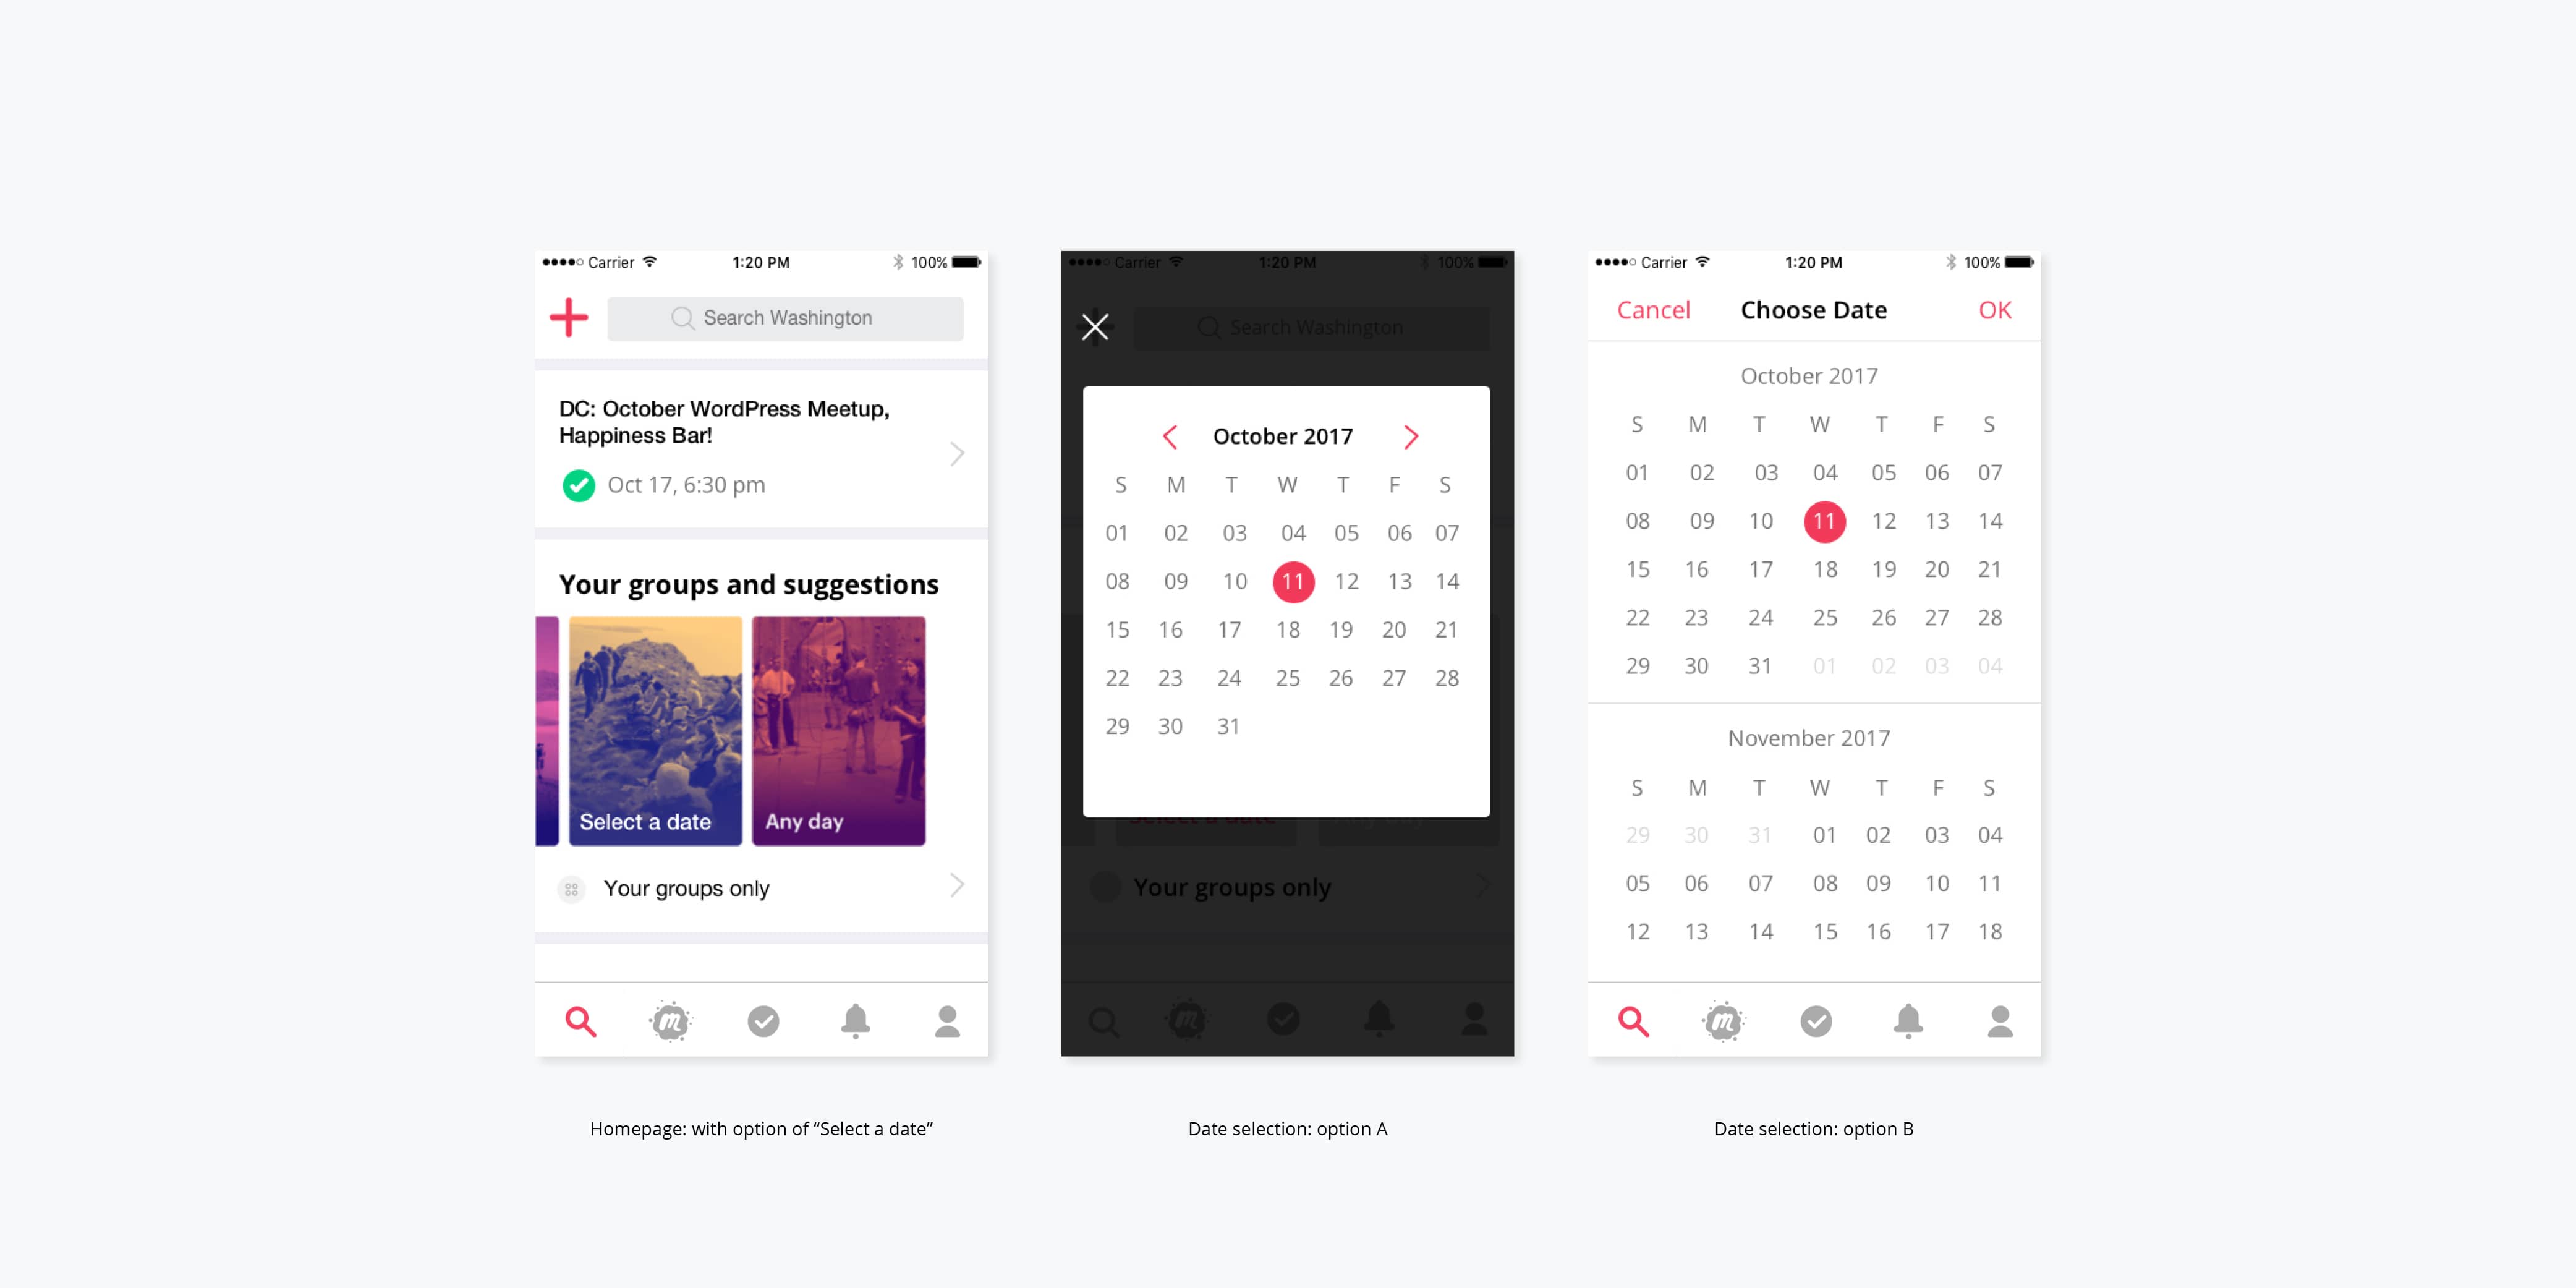 Carrier 1:20 PM 100%
Search Washington
DC: October WordPress Meetup,
Happiness Bar!
Oct 17, 6:30 pm
Your groups and suggestions
Select a date
Any day
Your groups only
m
Homepage: with option of “Select a date”
Carrier 1:20 PM 100%
Search Washington
October 2017
S M T W T F S
01 02 03 04 05 06 07
08 09 10 11 12 13 14
15 16 17 18 19 20 21
22 23 24 25 26 27 28
29 30 31
Select a date
Your groups only
m
Date selection: option A
Carrier 1:20 PM 100%
Cancel Choose Date OK
October 2017
S M T W T F S
01 02 03 04 05 06 07
08 09 10 11 12 13 14
15 16 17 18 19 20 21
22 23 24 25 26 27 28
29 30 31 01 02 03 04
November 2017
S M T W T F S
29 30 31 01 02 03 04
05 06 07 08 09 10 11
12 13 14 15 16 17 18
m
Date selection: option B